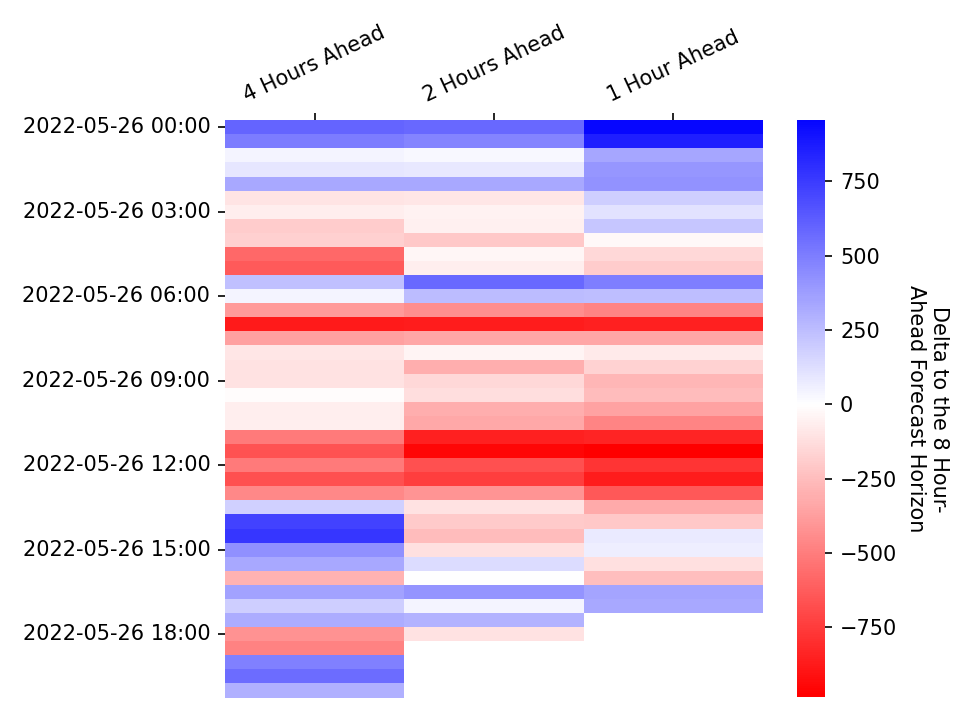 4 Hours Ahead
2 Hours Ahead
1 Hour Ahead
2022-05-26 00:00
2022-05-26 03:00
2022-05-26 06:00
2022-05-26 09:00
2022-05-26 12:00
2022-05-26 15:00
2022-05-26 18:00
750
500
250
0
−250
−500
−750
Delta to the 8 Hour-
Ahead Forecast Horizon